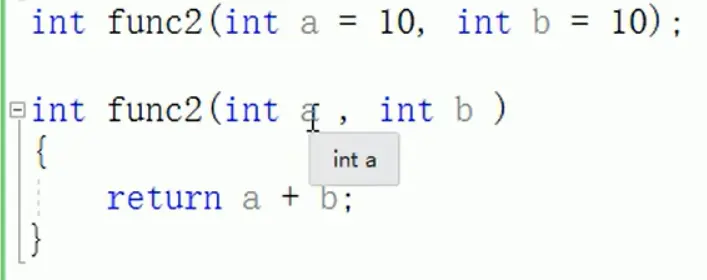 int func2(int a = 10, int b = 10);
int func2(int a , int b )
{
int a
return a + b;
}